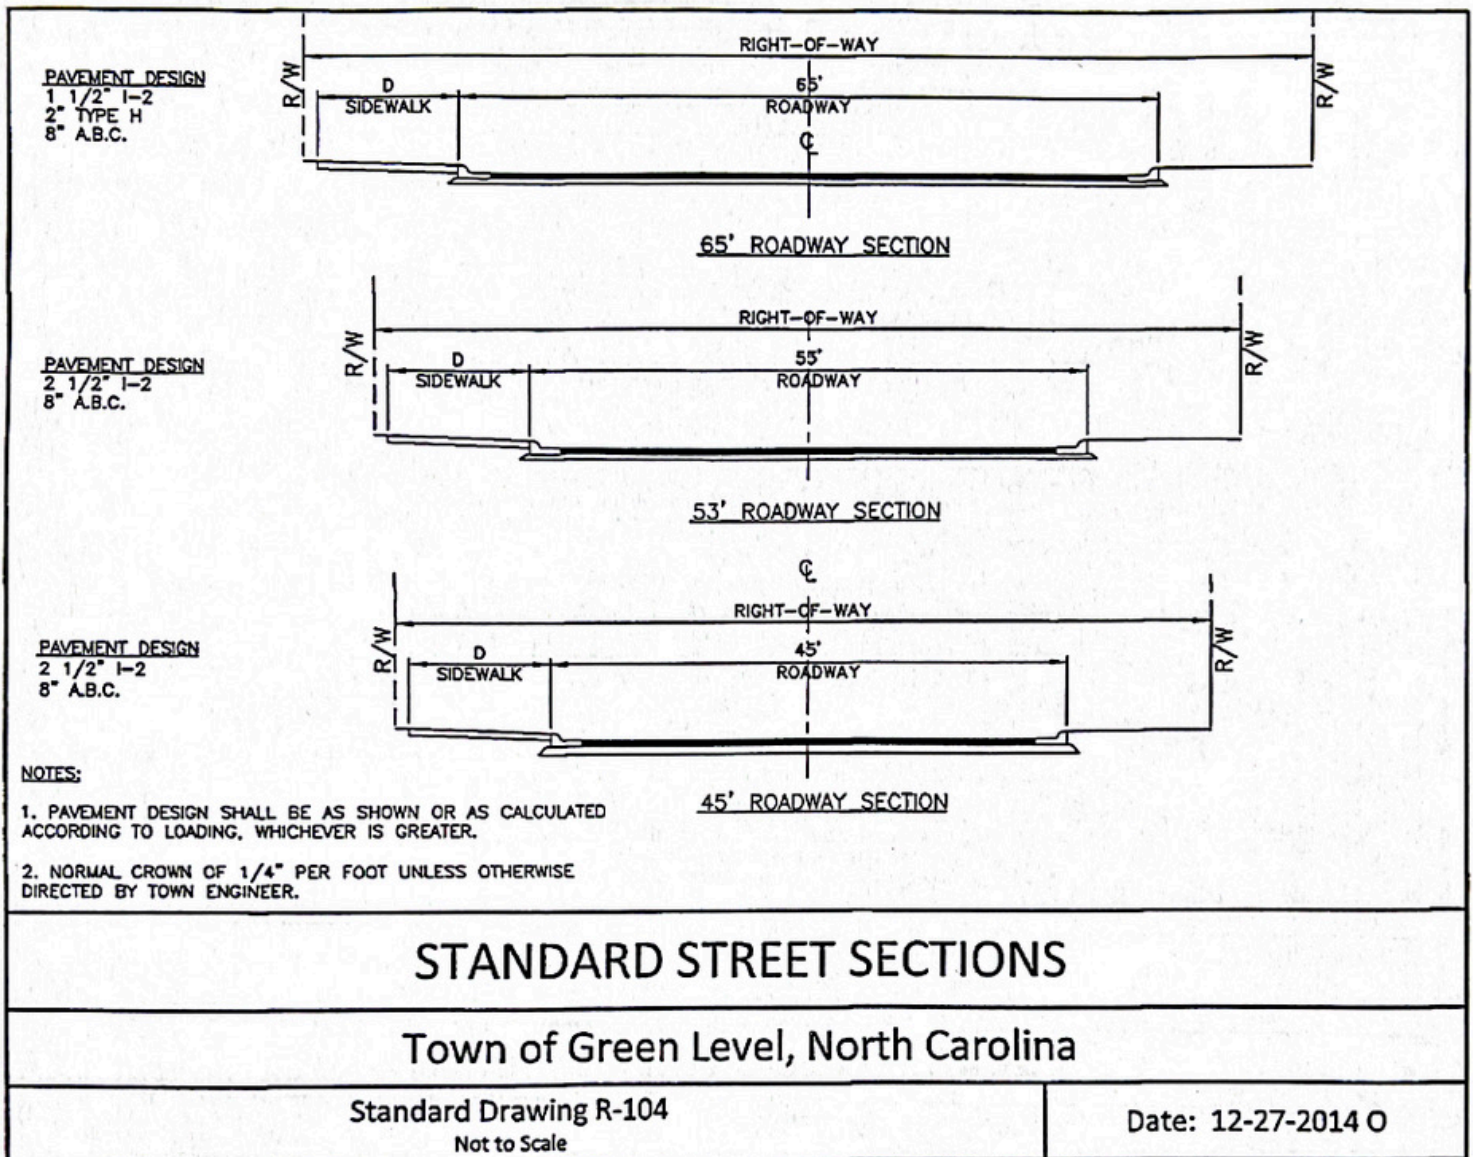 RIGHT-OF-WAY
PAVEMENT DESIGN
1 1/2" I-2
2" TYPE H
8" A.B.C.
R/W
D
SIDEWALK
65'
ROADWAY
R/W
℄
65' ROADWAY SECTION
RIGHT-OF-WAY
PAVEMENT DESIGN
2 1/2" I-2
8" A.B.C.
R/W
D
SIDEWALK
55'
ROADWAY
R/W
53' ROADWAY SECTION
℄
RIGHT-OF-WAY
PAVEMENT DESIGN
2 1/2" I-2
8" A.B.C.
R/W
D
SIDEWALK
45'
ROADWAY
R/W
45' ROADWAY SECTION
NOTES:
1. PAVEMENT DESIGN SHALL BE AS SHOWN OR AS CALCULATED
ACCORDING TO LOADING, WHICHEVER IS GREATER.
2. NORMAL CROWN OF 1/4" PER FOOT UNLESS OTHERWISE
DIRECTED BY TOWN ENGINEER.
STANDARD STREET SECTIONS
Town of Green Level, North Carolina
Standard Drawing R-104
Not to Scale
Date: 12-27-2014 O